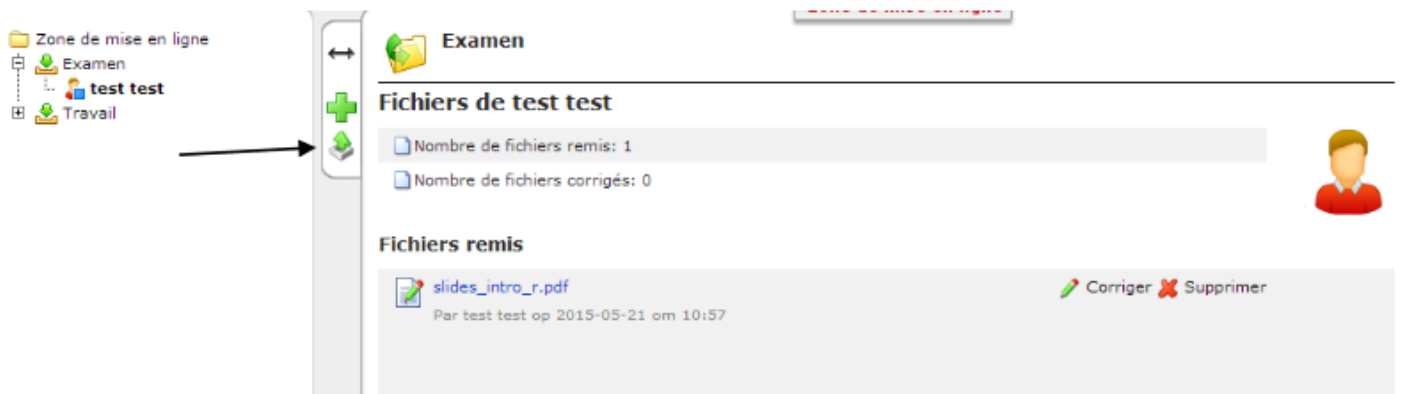 Zone de mise en ligne
Examen
test test
Travail
Examen
Fichiers de test test
Nombre de fichiers remis: 1
Nombre de fichiers corrigés: 0
Fichiers remis
slides_intro_r.pdf
Corriger Supprimer
Par test test op 2015-05-21 om 10:57